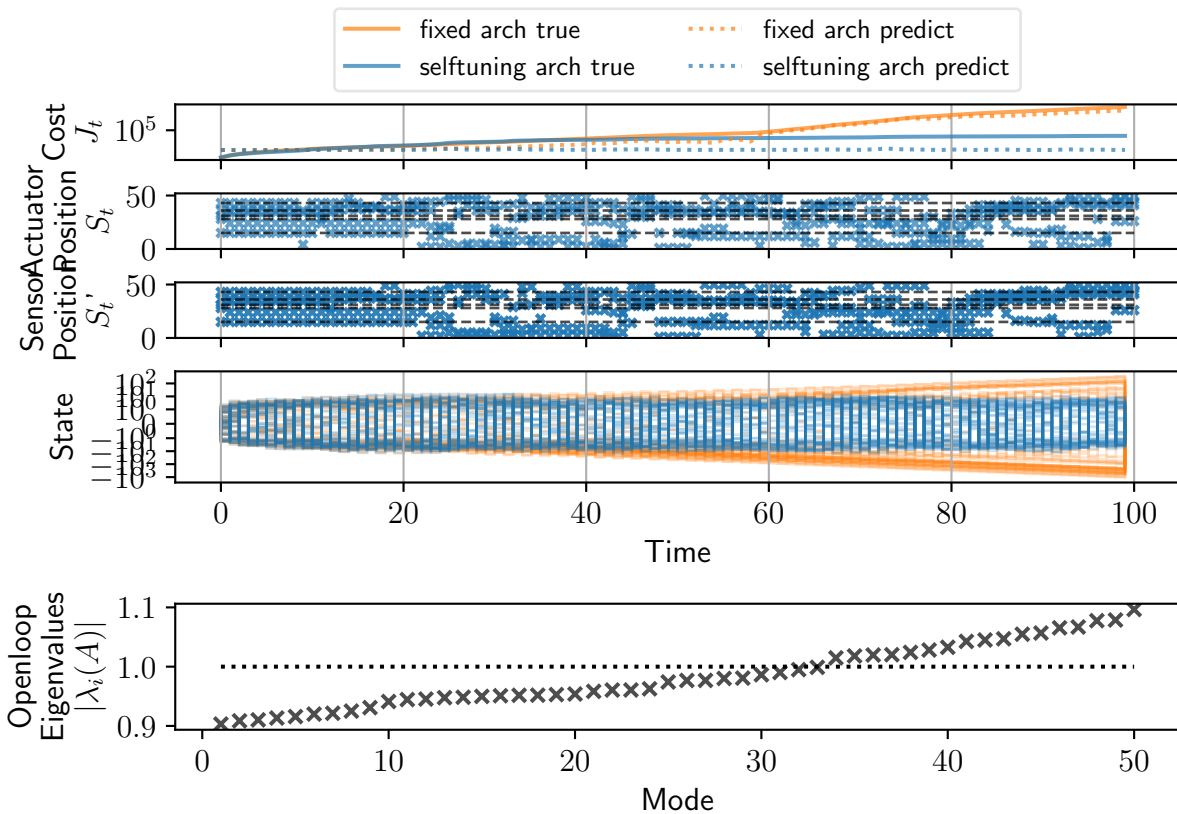 fixed arch true
fixed arch predict
selftuning arch true
selftuning arch predict
Cost
J_t
10^5
Actuator
Position
S_t
50
0
Sensor
Position
S_t'
50
0
State
10^2
10^1
10^0
0
−10^0
−10^1
−10^2
−10^3
0
20
40
60
80
100
Time
Openloop
Eigenvalues
|λ_i(A)|
1.1
1.0
0.9
0
10
20
30
40
50
Mode